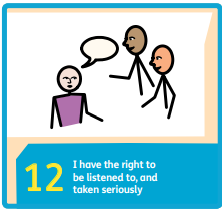 12
I have the right to
be listened to, and
taken seriously